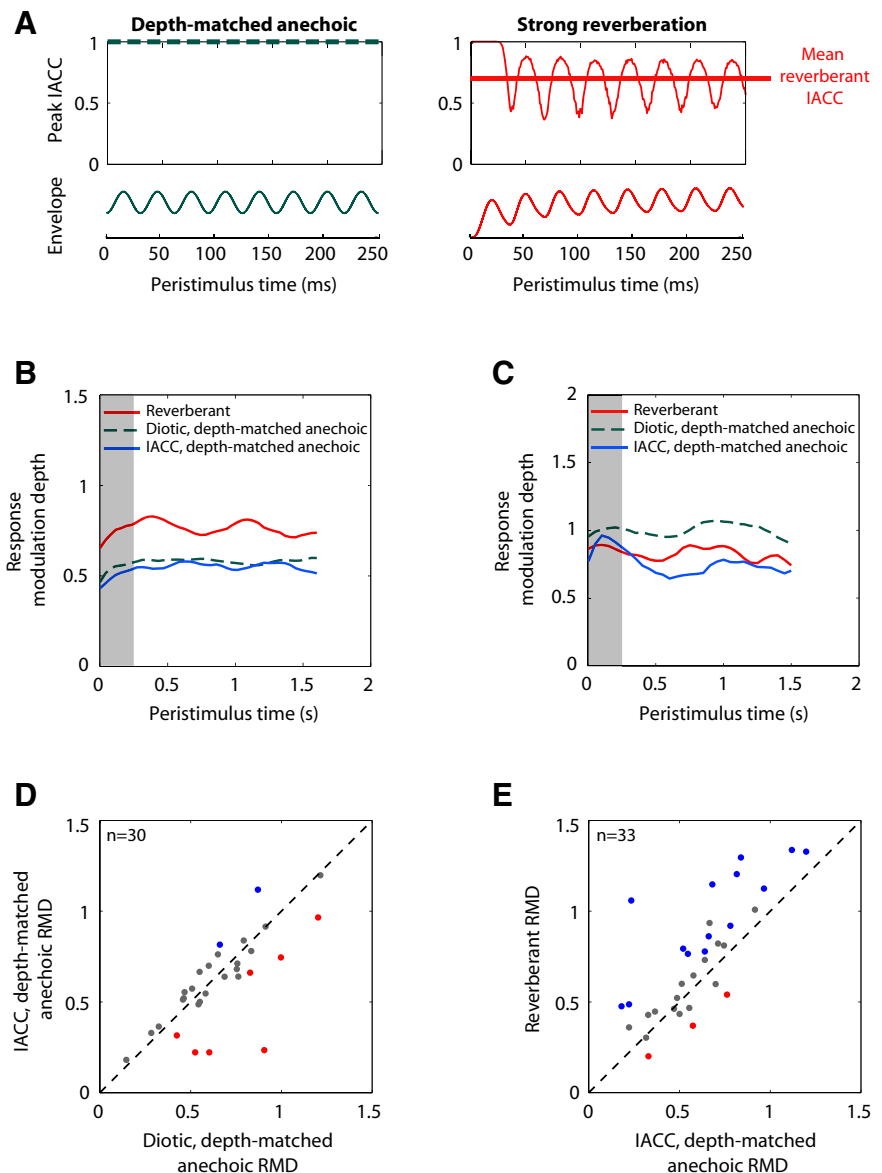 A
Depth-matched anechoic
Strong reverberation
Peak IACC
1
0.5
0
1
0.5
0
Mean
reverberant
IACC
Envelope
0 50 100 150 200 250
0 50 100 150 200 250
Peristimulus time (ms)
Peristimulus time (ms)
B
Response
modulation depth
1.5
1
0.5
0
Reverberant
Diotic, depth-matched anechoic
IACC, depth-matched anechoic
0 0.5 1 1.5 2
Peristimulus time (s)
C
Response
modulation depth
2
1.5
1
0.5
0
Reverberant
Diotic, depth-matched anechoic
IACC, depth-matched anechoic
0 0.5 1 1.5 2
Peristimulus time (s)
D
IACC, depth-matched
anechoic RMD
1.5
1
0.5
0
n=30
0 0.5 1 1.5
Diotic, depth-matched
anechoic RMD
E
Reverberant RMD
1.5
1
0.5
0
n=33
0 0.5 1 1.5
IACC, depth-matched
anechoic RMD